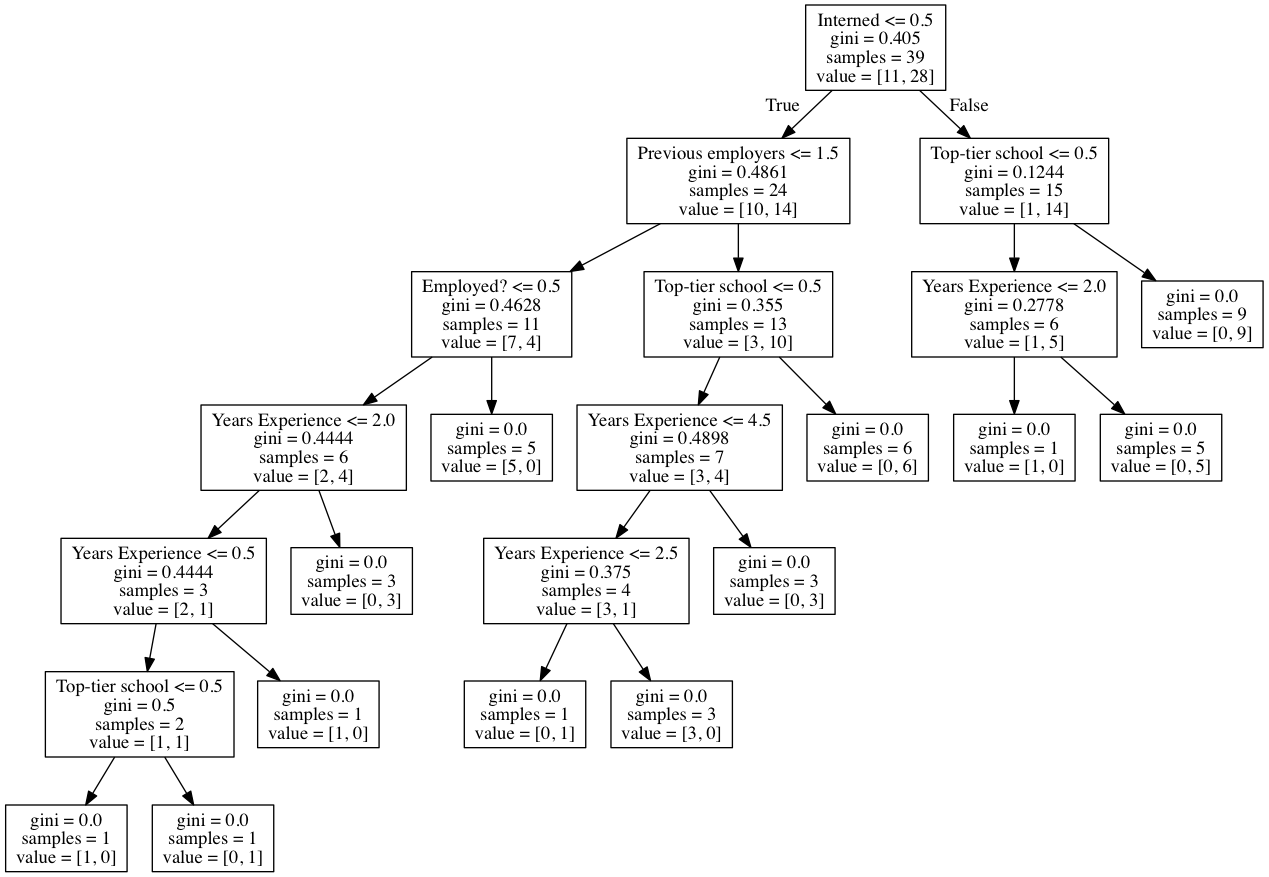 Interned <= 0.5
gini = 0.405
samples = 39
value = [11, 28]
True
False
Previous employers <= 1.5
gini = 0.4861
samples = 24
value = [10, 14]
Top-tier school <= 0.5
gini = 0.1244
samples = 15
value = [1, 14]
Employed? <= 0.5
gini = 0.4628
samples = 11
value = [7, 4]
Top-tier school <= 0.5
gini = 0.355
samples = 13
value = [3, 10]
Years Experience <= 2.0
gini = 0.2778
samples = 6
value = [1, 5]
gini = 0.0
samples = 9
value = [0, 9]
Years Experience <= 2.0
gini = 0.4444
samples = 6
value = [2, 4]
gini = 0.0
samples = 5
value = [5, 0]
Years Experience <= 4.5
gini = 0.4898
samples = 7
value = [3, 4]
gini = 0.0
samples = 6
value = [0, 6]
gini = 0.0
samples = 1
value = [1, 0]
gini = 0.0
samples = 5
value = [0, 5]
Years Experience <= 0.5
gini = 0.4444
samples = 3
value = [2, 1]
gini = 0.0
samples = 3
value = [0, 3]
Years Experience <= 2.5
gini = 0.375
samples = 4
value = [3, 1]
gini = 0.0
samples = 3
value = [0, 3]
Top-tier school <= 0.5
gini = 0.5
samples = 2
value = [1, 1]
gini = 0.0
samples = 1
value = [1, 0]
gini = 0.0
samples = 1
value = [0, 1]
gini = 0.0
samples = 3
value = [3, 0]
gini = 0.0
samples = 1
value = [1, 0]
gini = 0.0
samples = 1
value = [0, 1]